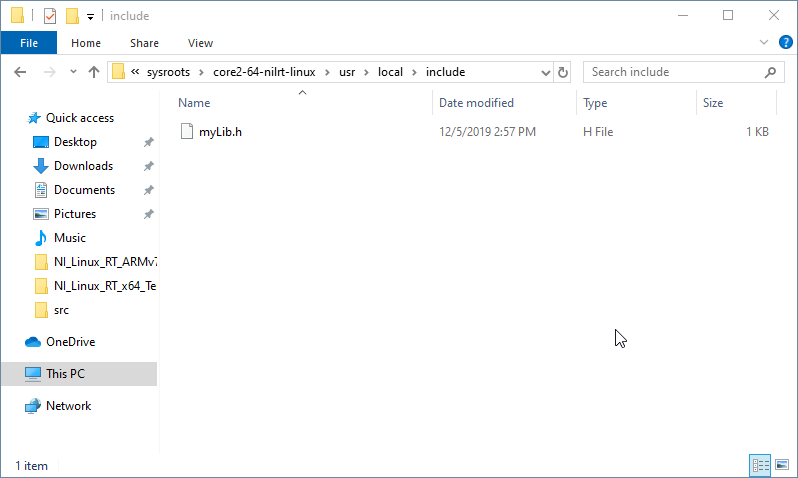 include
File Home Share View
« sysroots › core2-64-nilrt-linux › usr › local › include
Search include
Name Date modified Type Size
Quick access
myLib.h 12/5/2019 2:57 PM H File 1 KB
Desktop
Downloads
Documents
Pictures
Music
NI_Linux_RT_ARMv7
NI_Linux_RT_x64_Te
src
OneDrive
This PC
Network
1 item